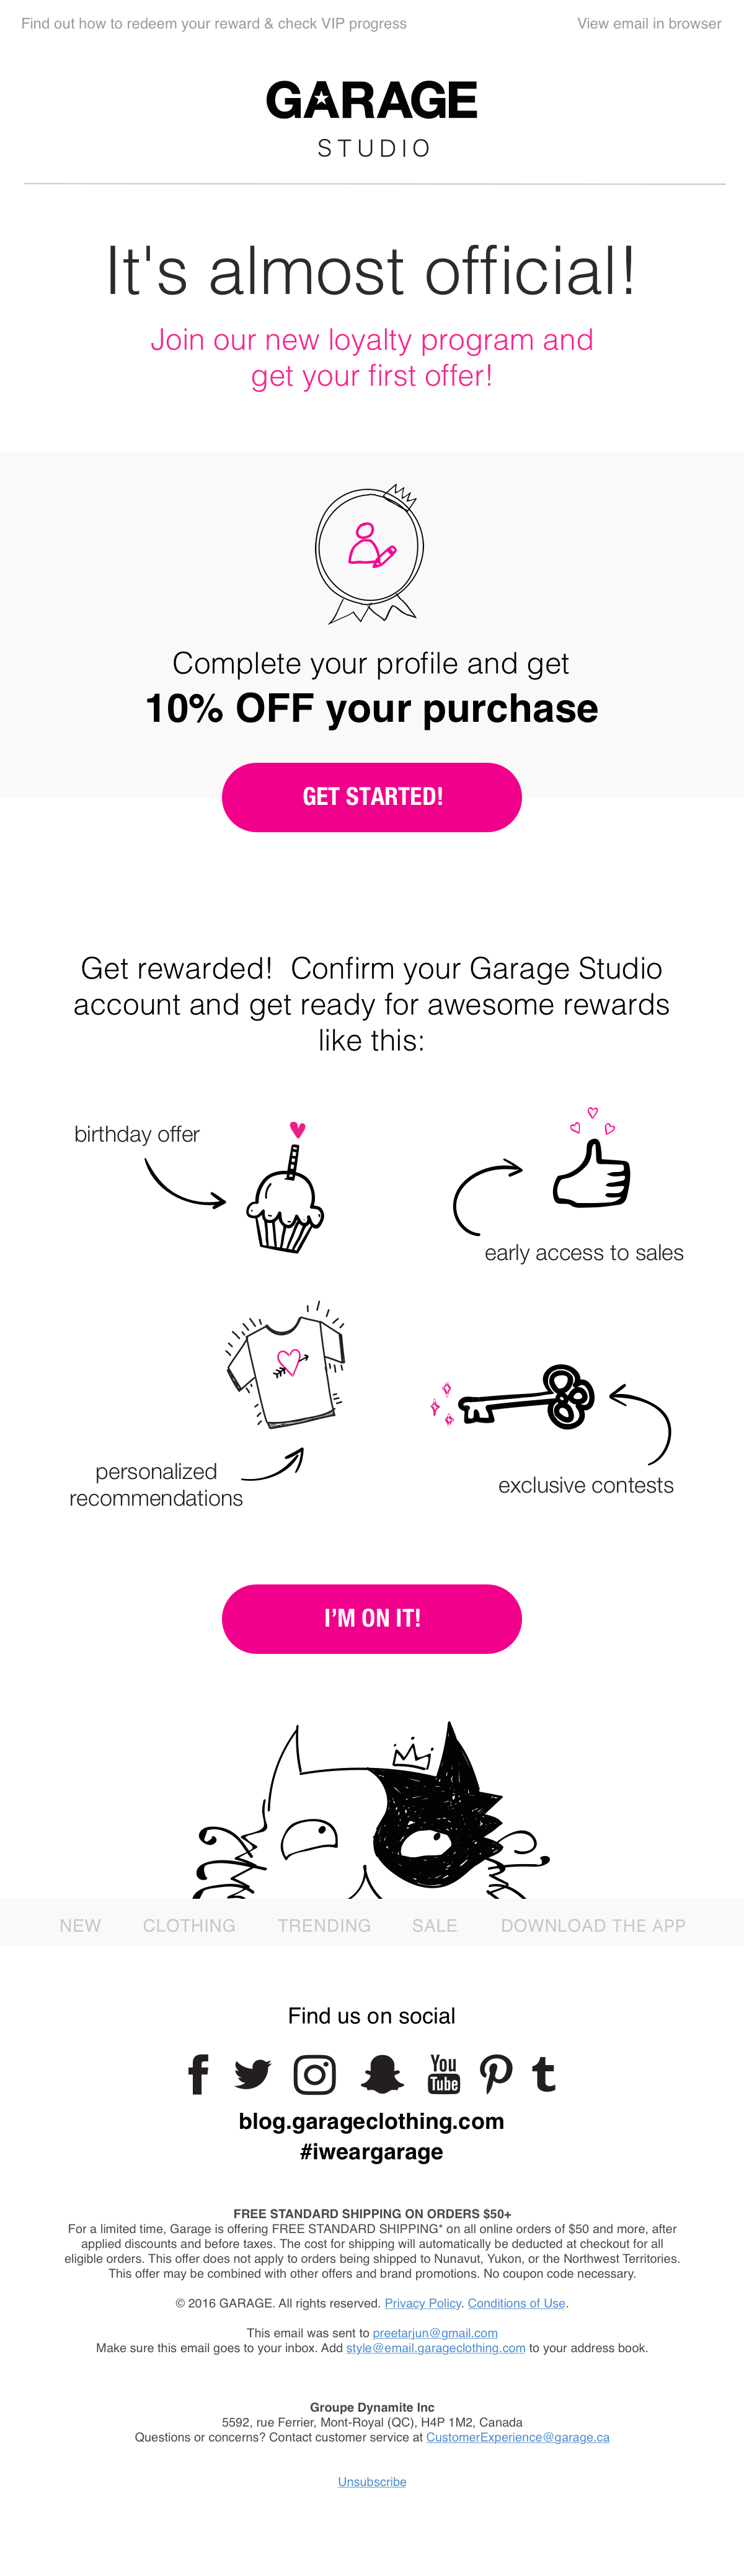 Find out how to redeem your reward & check VIP progress
View email in browser
GARAGE
STUDIO
It's almost official!
Join our new loyalty program and
get your first offer!
Complete your profile and get
10% OFF your purchase
GET STARTED!
Get rewarded!  Confirm your Garage Studio
account and get ready for awesome rewards
like this:
birthday offer
early access to sales
personalized
recommendations
exclusive contests
I'M ON IT!
NEW
CLOTHING
TRENDING
SALE
DOWNLOAD THE APP
Find us on social
You
Tube
blog.garageclothing.com
#iweargarage
FREE STANDARD SHIPPING ON ORDERS $50+
For a limited time, Garage is offering FREE STANDARD SHIPPING* on all online orders of $50 and more, after
applied discounts and before taxes. The cost for shipping will automatically be deducted at checkout for all
eligible orders. This offer does not apply to orders being shipped to Nunavut, Yukon, or the Northwest Territories.
This offer may be combined with other offers and brand promotions. No coupon code necessary.
© 2016 GARAGE. All rights reserved. Privacy Policy. Conditions of Use.
This email was sent to preetarjun@gmail.com
Make sure this email goes to your inbox. Add style@email.garageclothing.com to your address book.
Groupe Dynamite Inc
5592, rue Ferrier, Mont-Royal (QC), H4P 1M2, Canada
Questions or concerns? Contact customer service at CustomerExperience@garage.ca
Unsubscribe